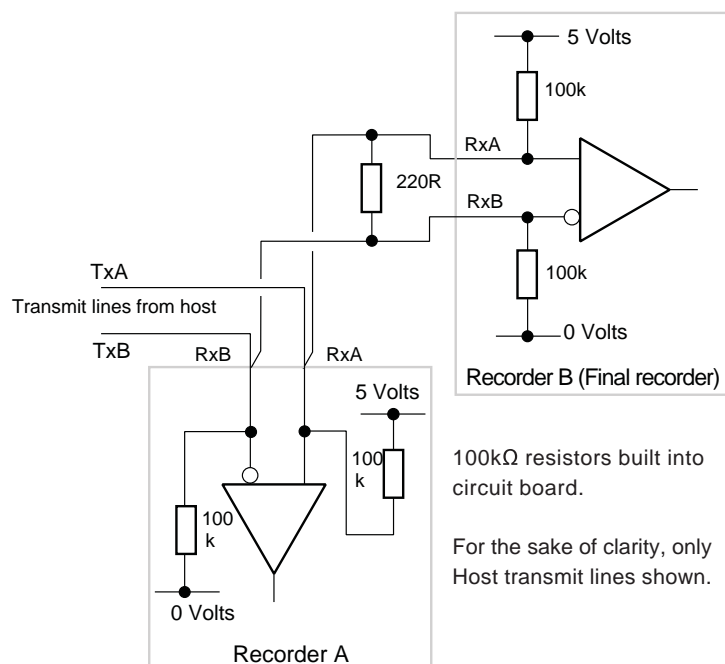 5 Volts
100k
RxA
220R
RxB
100k
0 Volts
Recorder B (Final recorder)
TxA
Transmit lines from host
TxB
RxB
RxA
5 Volts
100
k
100
k
0 Volts
Recorder A
100kΩ resistors built into
circuit board.
For the sake of clarity, only
Host transmit lines shown.